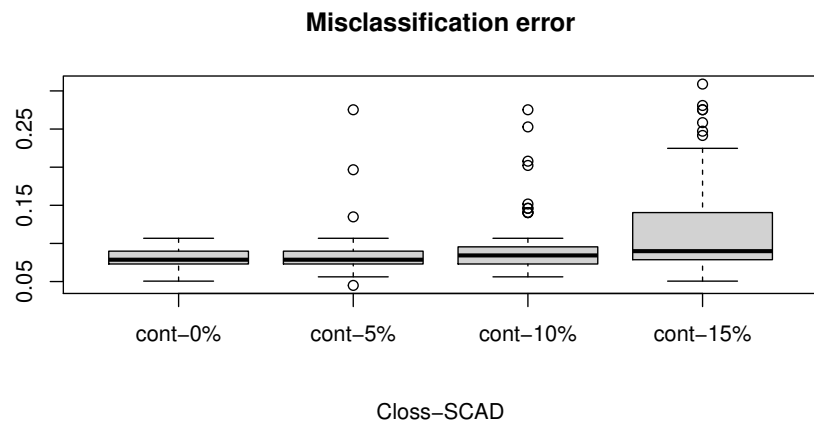 Misclassification error
0.25
0.15
0.05
cont−0%
cont−5%
cont−10%
cont−15%
Closs−SCAD